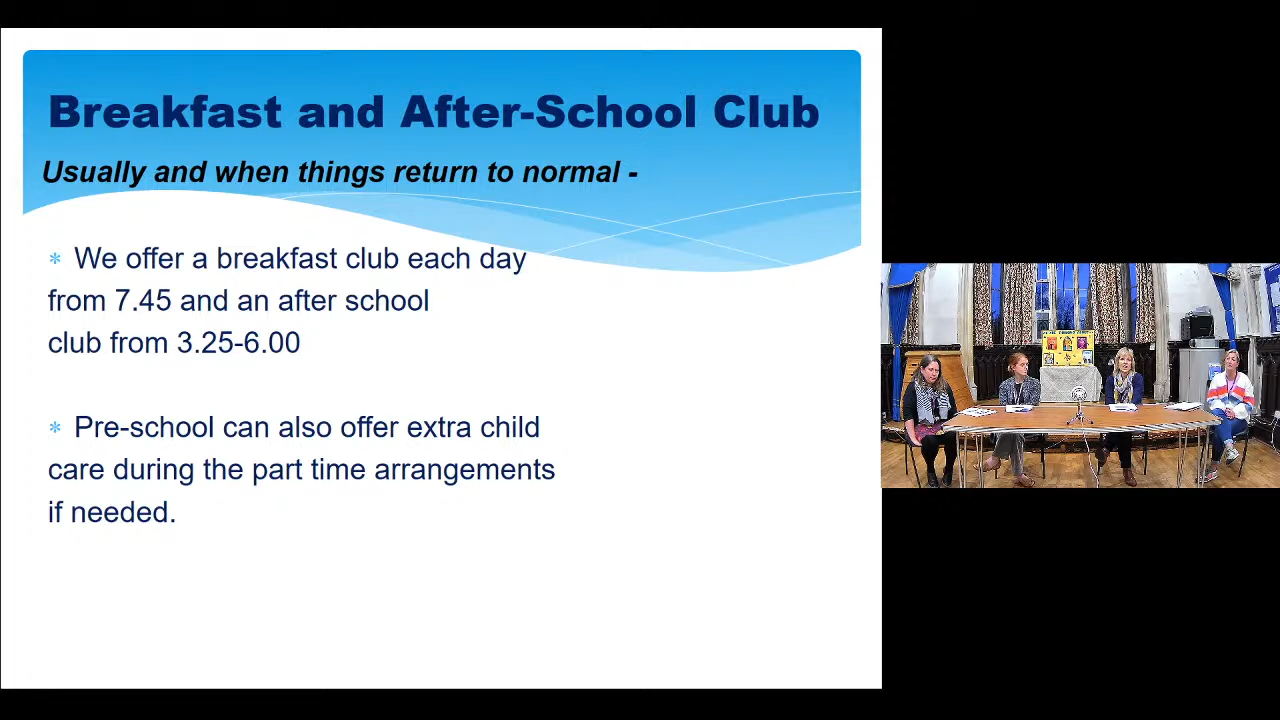 Breakfast and After-School Club
Usually and when things return to normal -
* We offer a breakfast club each day
from 7.45 and an after school
club from 3.25-6.00
* Pre-school can also offer extra child
care during the part time arrangements
if needed.